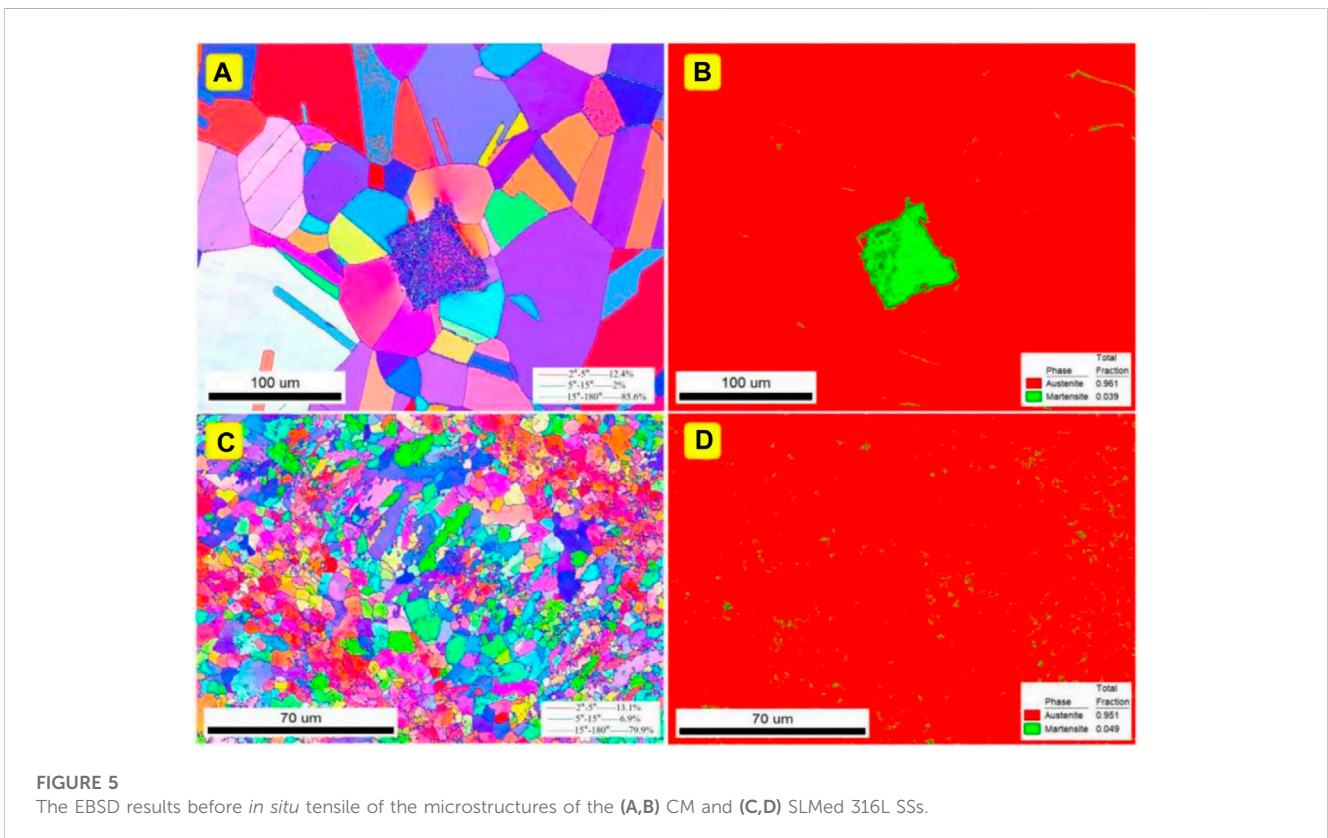 A
B
2°-5°——12.4%
5°-15°——2%
15°-180°——85.6%
100 um
100 um
Total
Phase Fraction
Austenite 0.961
Martensite 0.039
C
D
2°-5°——13.1%
5°-15°——6.9%
15°-180°——79.9%
70 um
70 um
Total
Phase Fraction
Austenite 0.951
Martensite 0.049
FIGURE 5
The EBSD results before in situ tensile of the microstructures of the (A,B) CM and (C,D) SLMed 316L SSs.